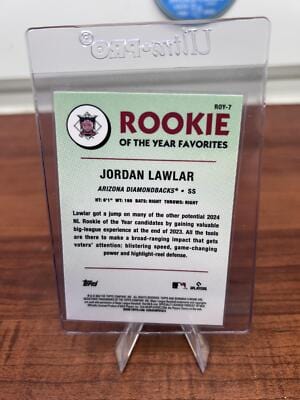 Ultra-PRO
ROY-7
ROOKIE
OF THE YEAR FAVORITES
JORDAN LAWLAR
ARIZONA DIAMONDBACKS® • SS
HT: 6'1" WT: 190 BATS: RIGHT THROWS: RIGHT
Lawlar got a jump on many of the other potential 2024
NL Rookie of the Year candidates by gaining valuable
big-league experience at the end of 2023. All the tools
are there to make a broad-ranging impact that gets
voters' attention: blistering speed, game-changing
power and highlight-reel defense.
Topps
PLAYERS